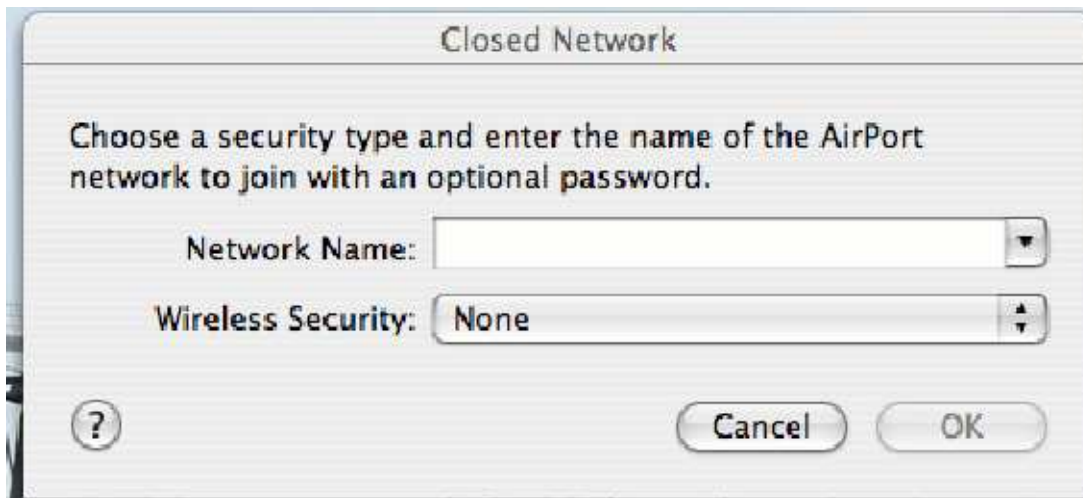 Closed Network
Choose a security type and enter the name of the AirPort
network to join with an optional password.
Network Name:
Wireless Security: None
?
Cancel OK